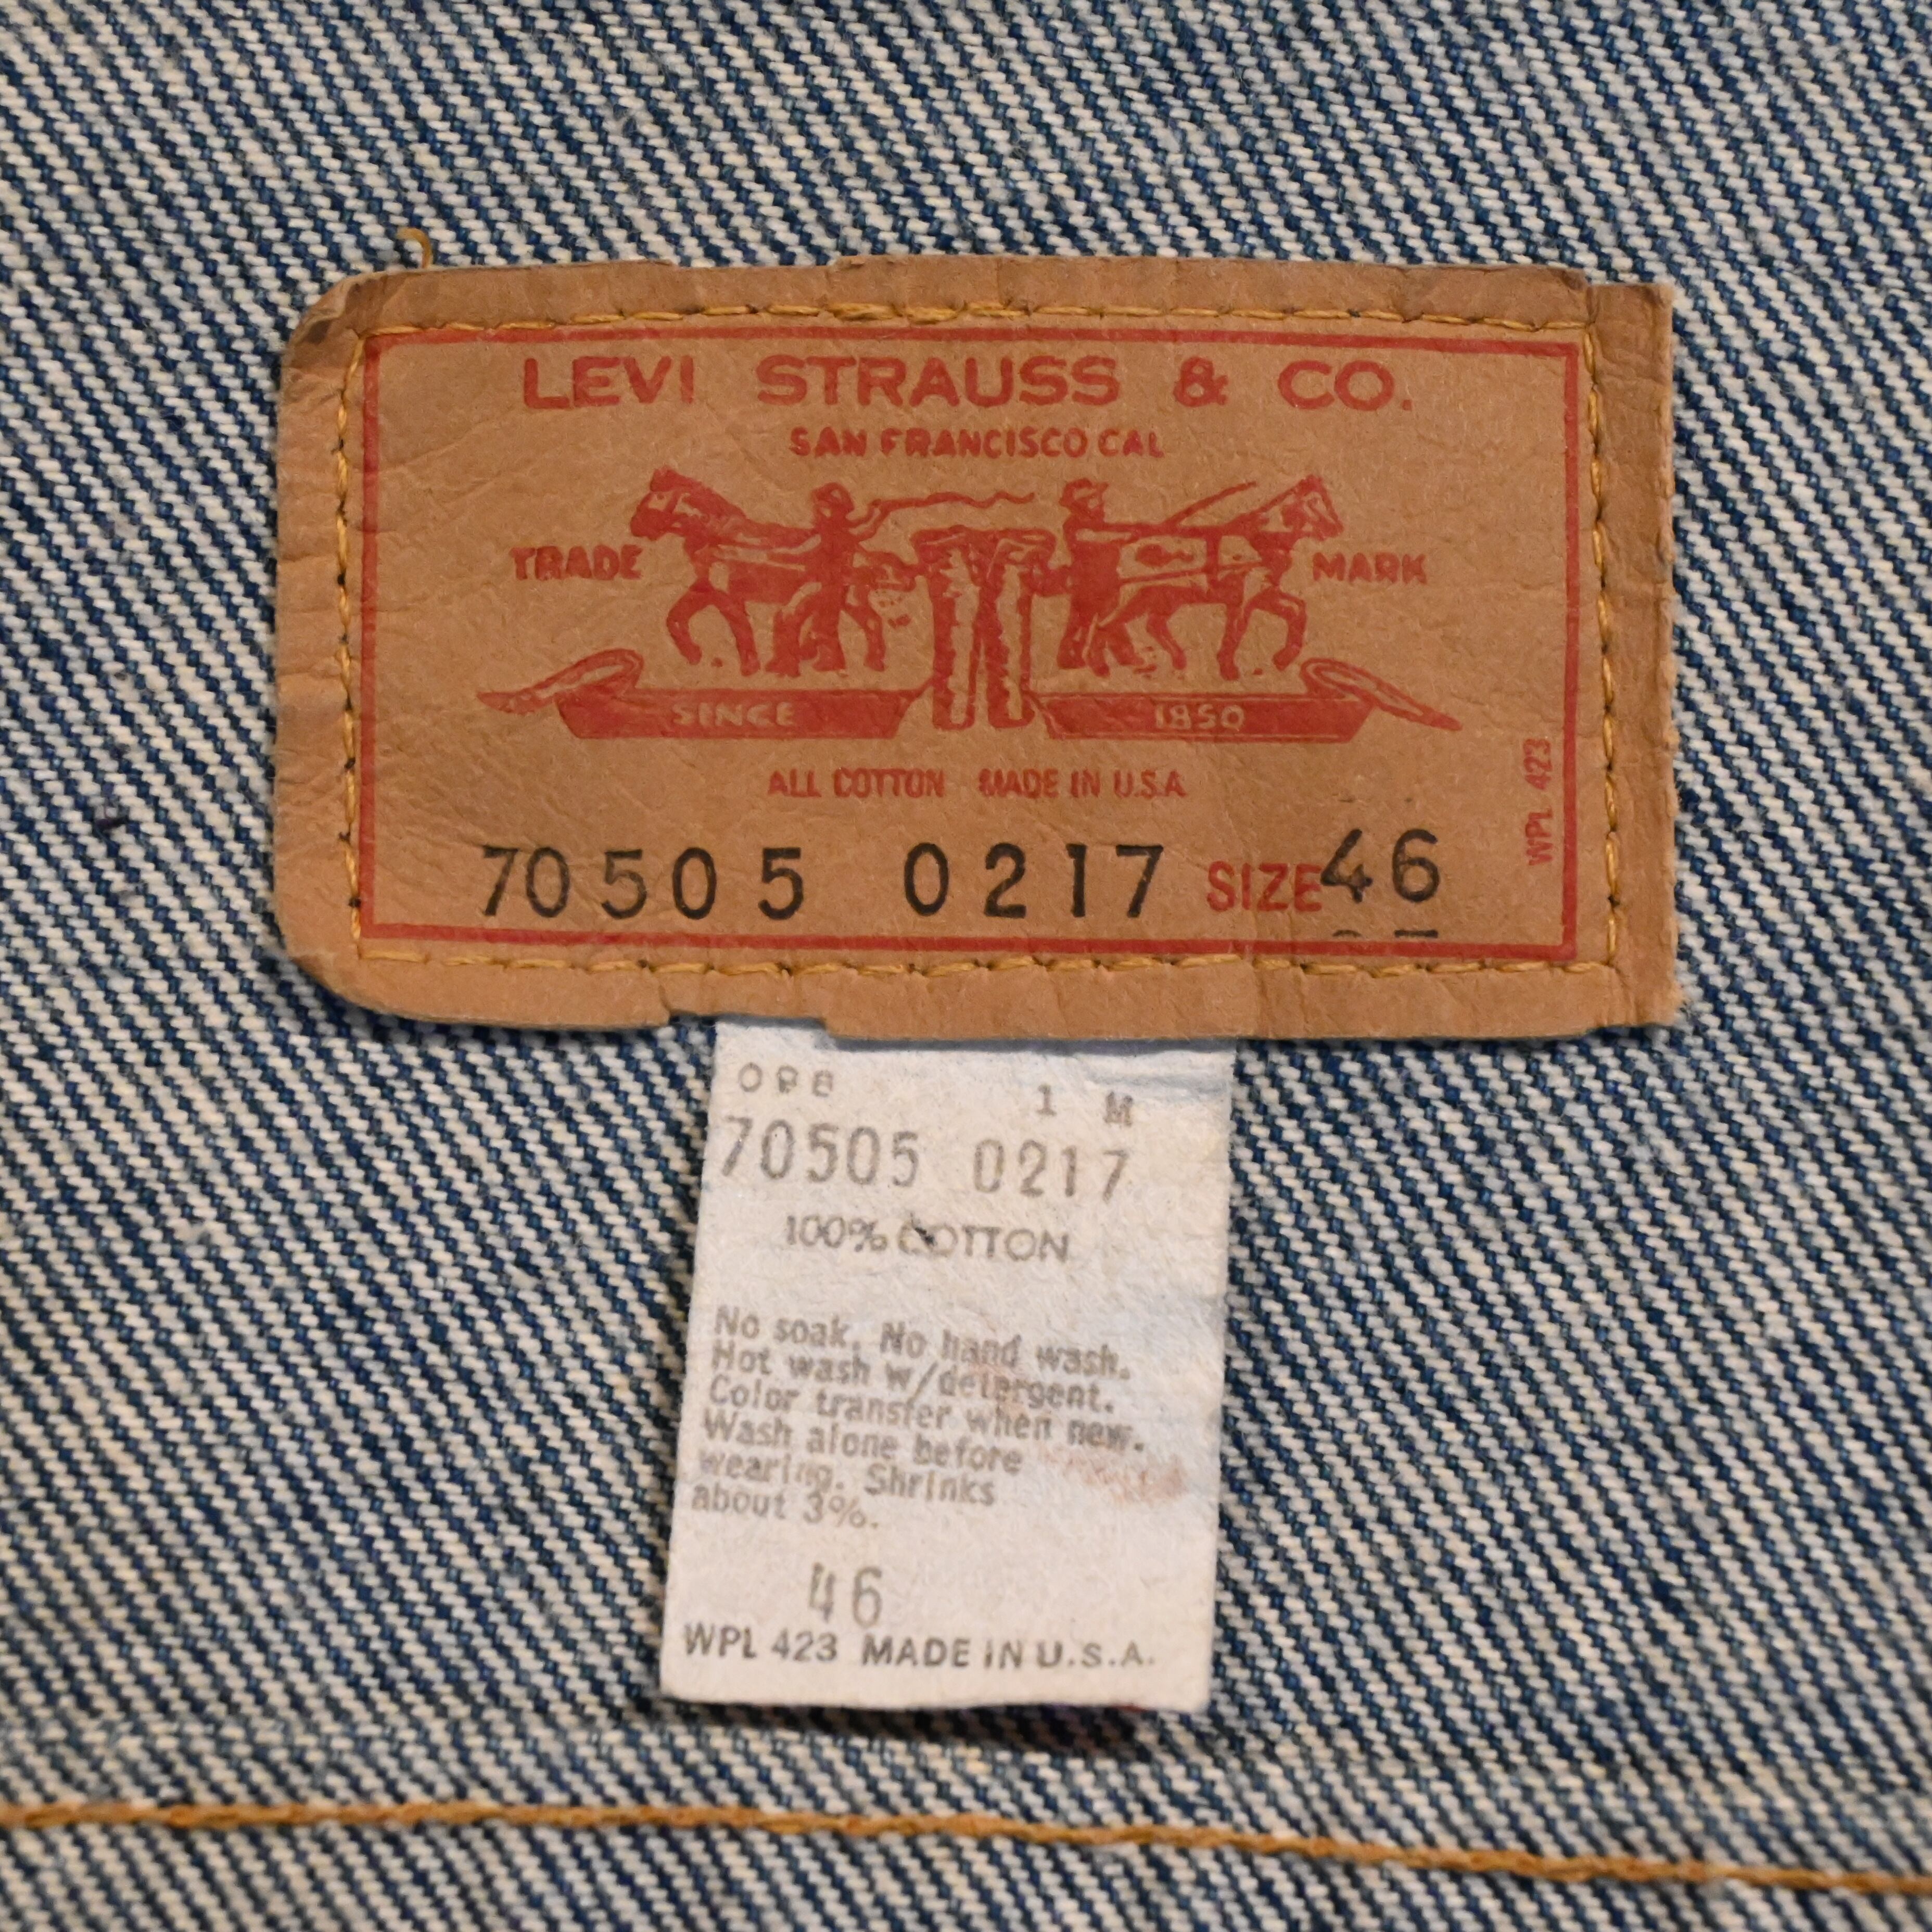 LEVI STRAUSS & CO.
SAN FRANCISCO CAL
TRADE MARK
SINCE 1850
ALL COTTON MADE IN U.S.A
WPL 423
70505 0217 SIZE 46
1 M
70505 0217
100% COTTON
No soak. No hand wash.
Hot wash w/detergent.
Color transfer when new.
Wash alone before
wearing. Shrinks
about 3%.
46
WPL 423 MADE IN U.S.A.